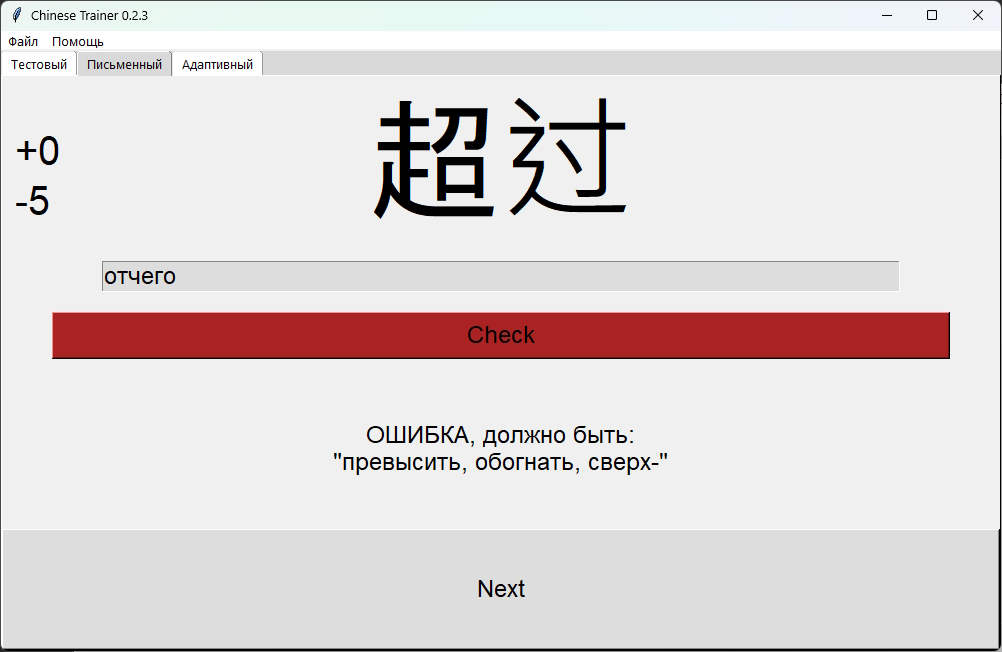 Chinese Trainer 0.2.3
Файл Помощь
Тестовый Письменный Адаптивный
超过
+0
-5
отчего
Check
ОШИБКА, должно быть:
"превысить, обогнать, сверх-"
Next